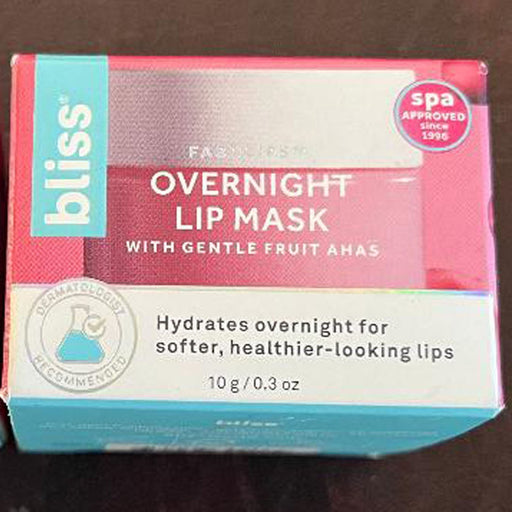 bliss®
spa
APPROVED
since
1996
OVERNIGHT
LIP MASK
WITH GENTLE FRUIT AHAS
DERMATOLOGIST
RECOMMENDED
Hydrates overnight for
softer, healthier-looking lips
10 g / 0.3 oz
bliss